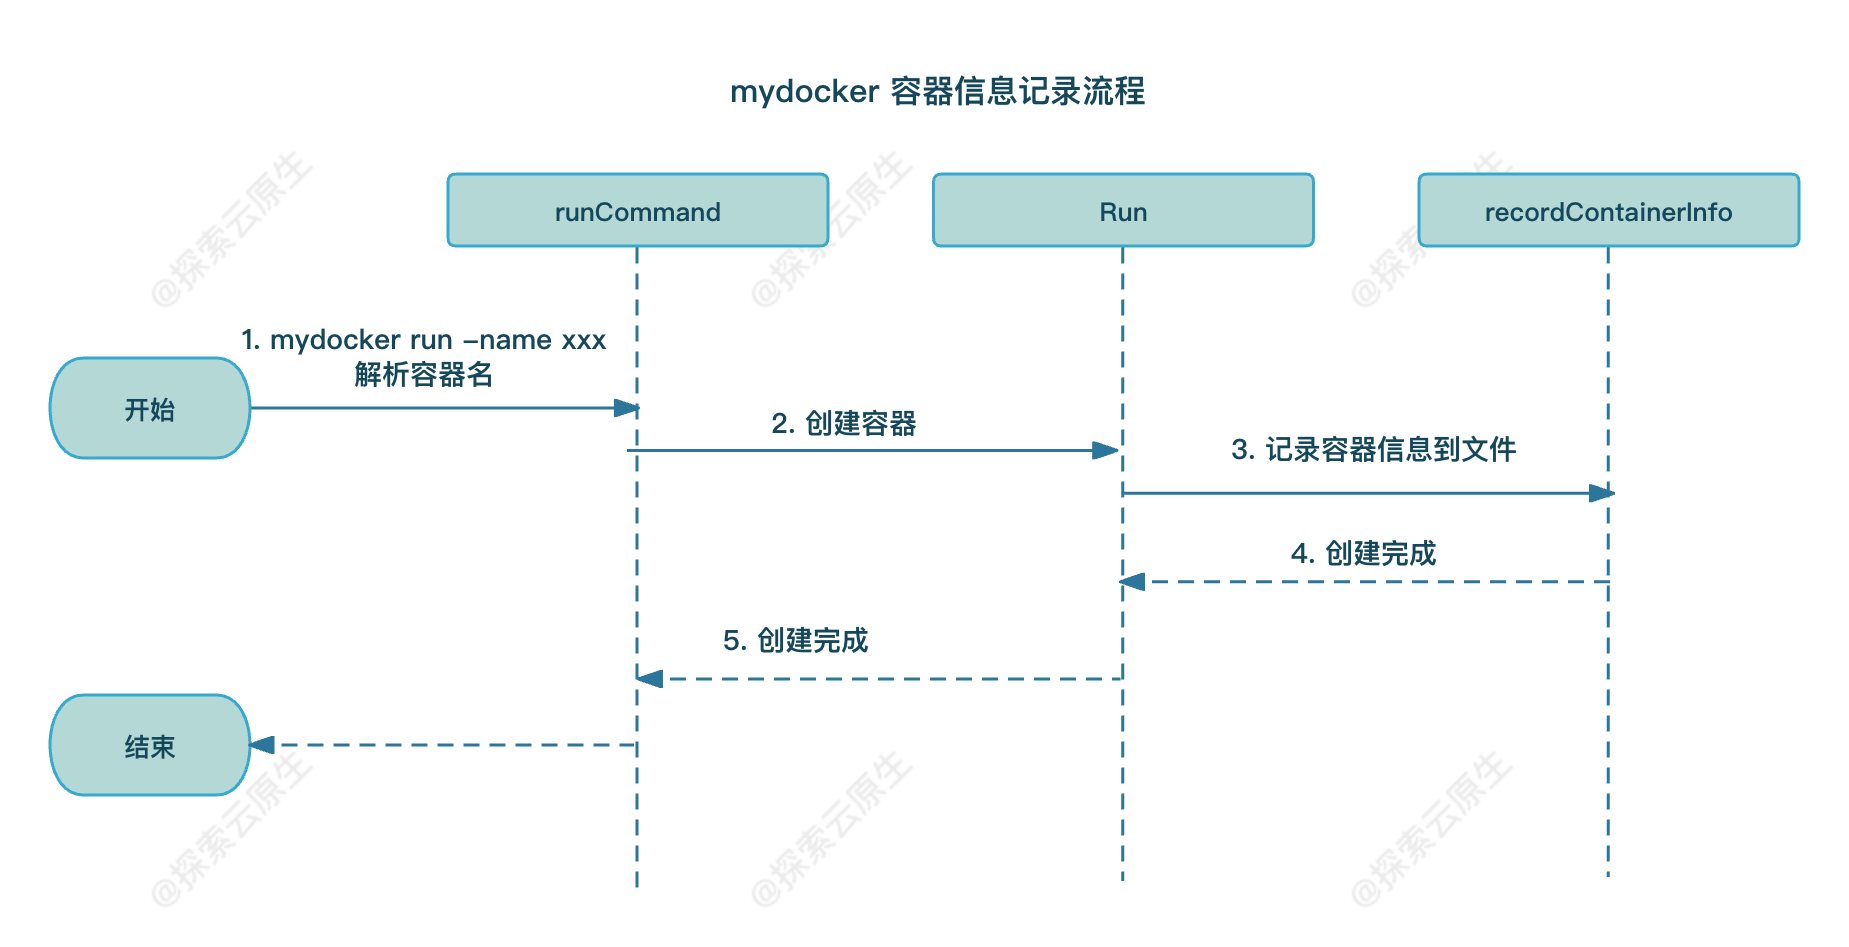 mydocker 容器信息记录流程
@探索云原生
@探索云原生
@探索云原生
runCommand
Run
recordContainerInfo
1. mydocker run –name xxx
解析容器名
开始
2. 创建容器
3. 记录容器信息到文件
4. 创建完成
5. 创建完成
结束
@探索云原生
@探索云原生
@探索云原生